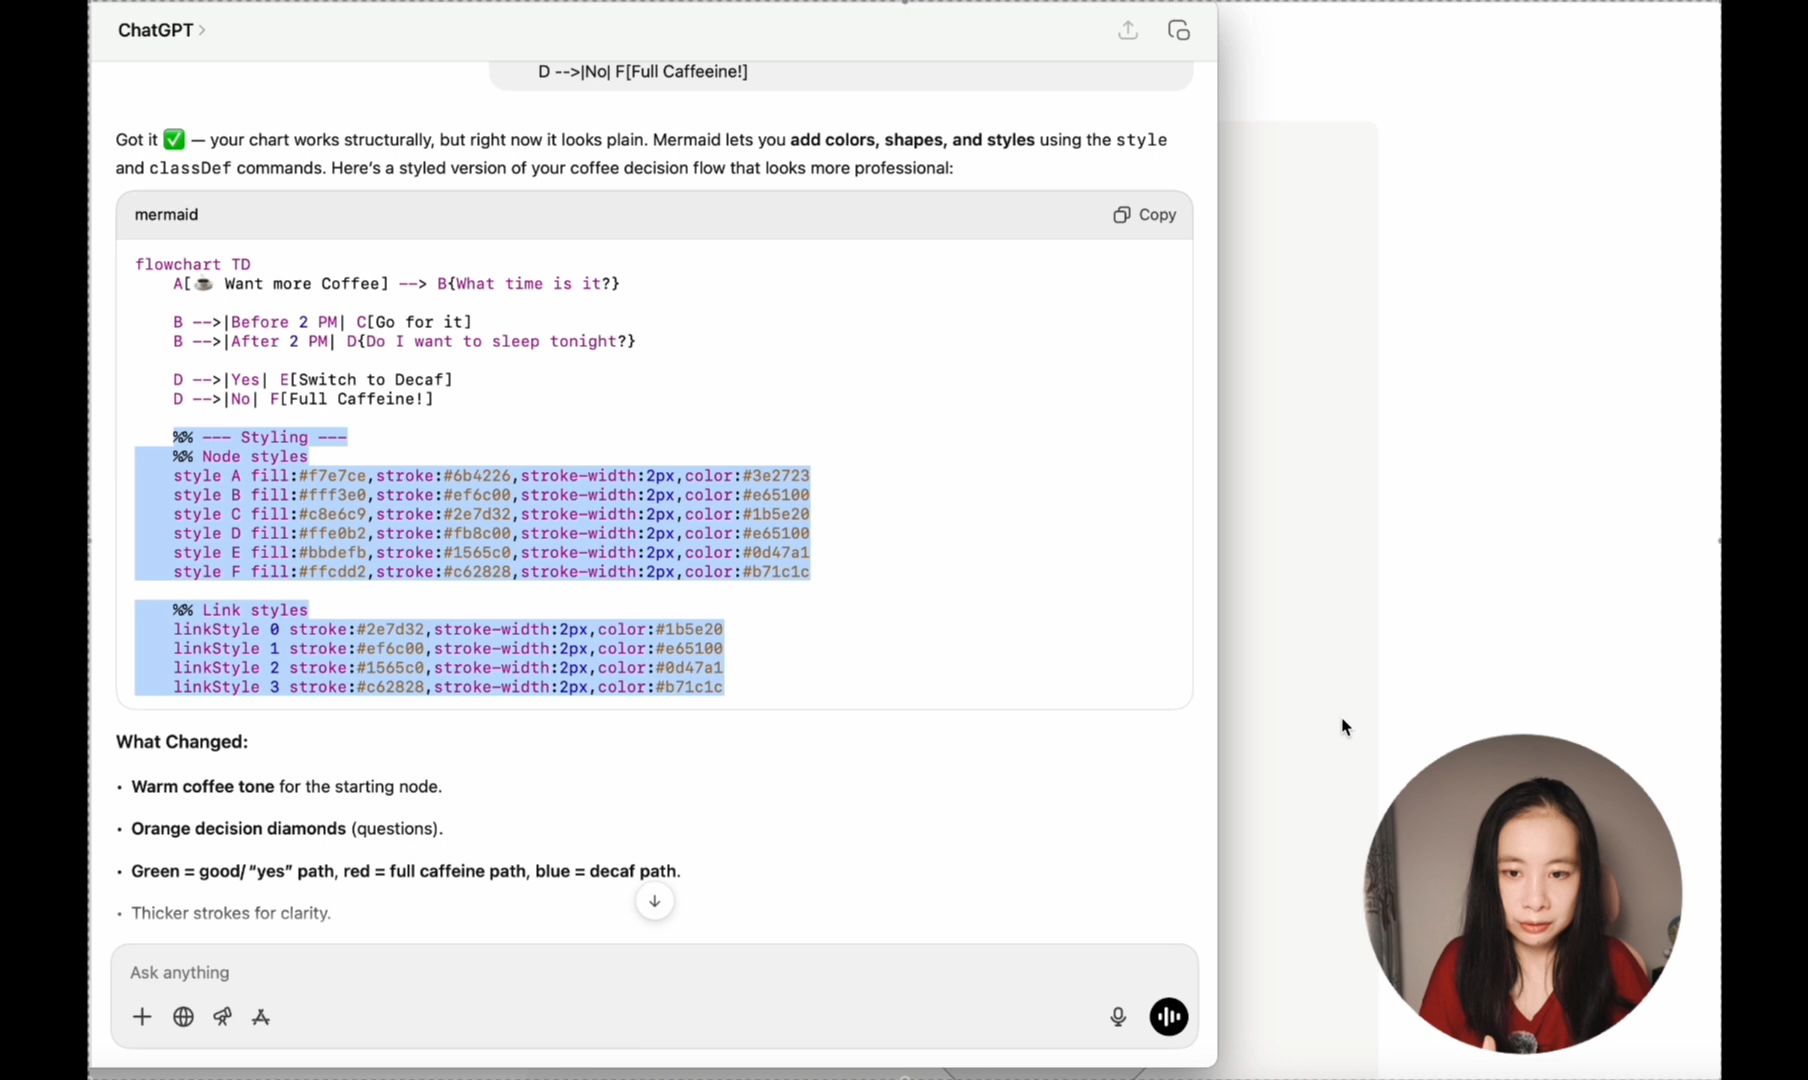 ChatGPT
D -->|No| F[Full Caffeeine!]
Got it ✅ — your chart works structurally, but right now it looks plain. Mermaid lets you add colors, shapes, and styles using the style
and classDef commands. Here's a styled version of your coffee decision flow that looks more professional:
mermaid
Copy
flowchart TD
A[☕ Want more Coffee] --> B{What time is it?}
B -->|Before 2 PM| C[Go for it]
B -->|After 2 PM| D{Do I want to sleep tonight?}
D -->|Yes| E[Switch to Decaf]
D -->|No| F[Full Caffeine!]
%% --- Styling ---
%% Node styles
style A fill:#f7e7ce,stroke:#6b4226,stroke-width:2px,color:#3e2723
style B fill:#fff3e0,stroke:#ef6c00,stroke-width:2px,color:#e65100
style C fill:#c8e6c9,stroke:#2e7d32,stroke-width:2px,color:#1b5e20
style D fill:#ffe0b2,stroke:#fb8c00,stroke-width:2px,color:#e65100
style E fill:#bbdefb,stroke:#1565c0,stroke-width:2px,color:#0d47a1
style F fill:#ffcdd2,stroke:#c62828,stroke-width:2px,color:#b71c1c
%% Link styles
linkStyle 0 stroke:#2e7d32,stroke-width:2px,color:#1b5e20
linkStyle 1 stroke:#ef6c00,stroke-width:2px,color:#e65100
linkStyle 2 stroke:#1565c0,stroke-width:2px,color:#0d47a1
linkStyle 3 stroke:#c62828,stroke-width:2px,color:#b71c1c
What Changed:
• Warm coffee tone for the starting node.
• Orange decision diamonds (questions).
• Green = good/ “yes” path, red = full caffeine path, blue = decaf path.
• Thicker strokes for clarity.
Ask anything